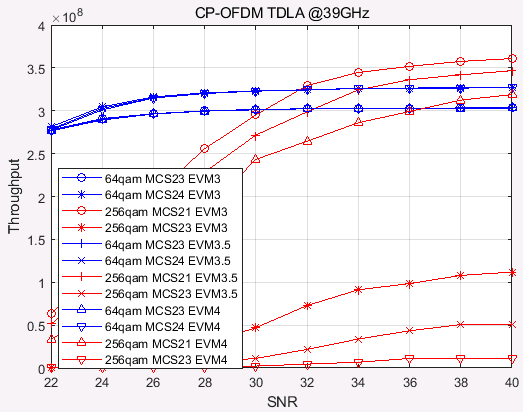 CP-OFDM TDLA @39GHz
×10^8
4
3.5
3
2.5
2
1.5
1
0.5
0
Throughput
64qam MCS23 EVM3
64qam MCS24 EVM3
256qam MCS21 EVM3
256qam MCS23 EVM3
64qam MCS23 EVM3.5
64qam MCS24 EVM3.5
256qam MCS21 EVM3.5
256qam MCS23 EVM3.5
64qam MCS23 EVM4
64qam MCS24 EVM4
256qam MCS21 EVM4
256qam MCS23 EVM4
22 24 26 28 30 32 34 36 38 40
SNR